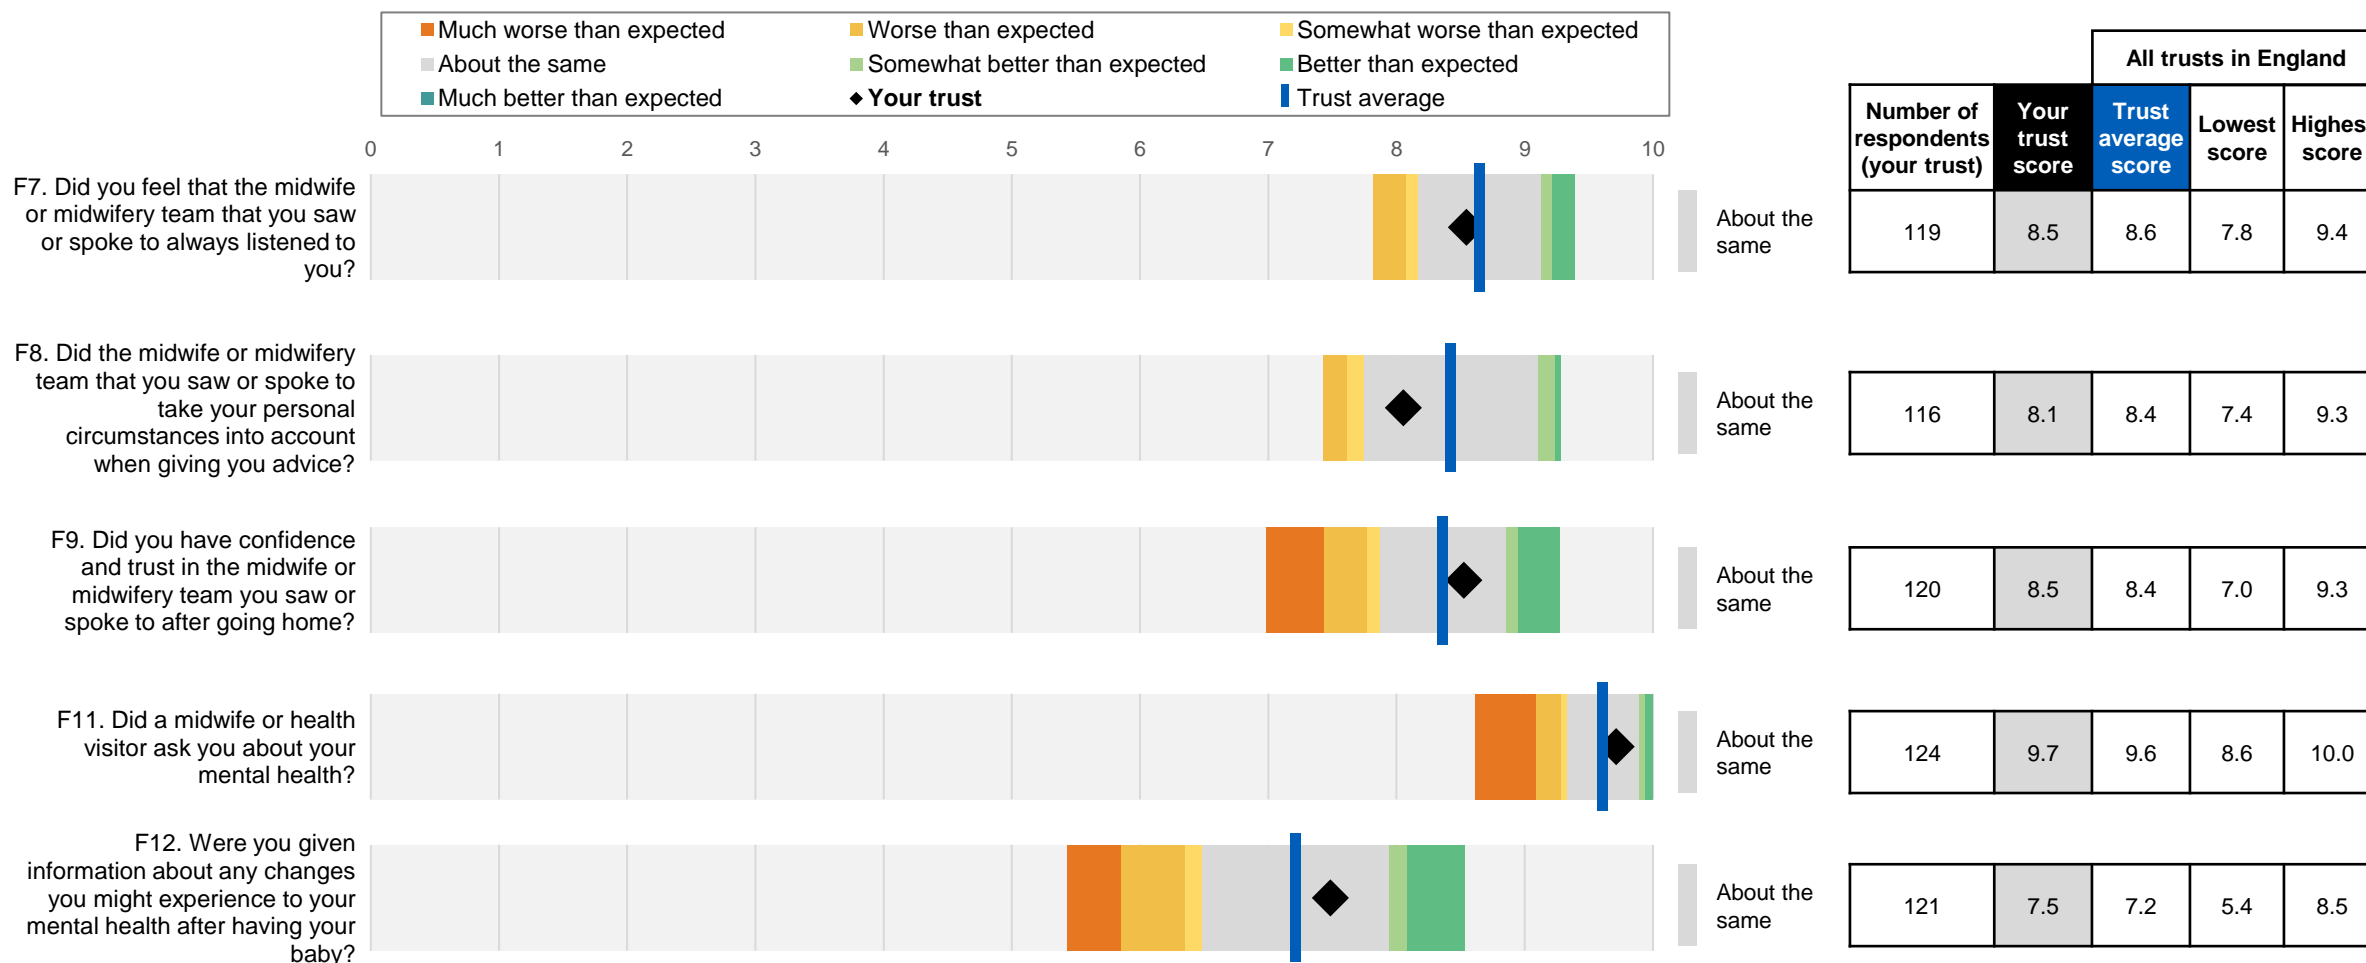 Much worse than expected
Worse than expected
Somewhat worse than expected
About the same
Somewhat better than expected
Better than expected
Much better than expected
Your trust
Trust average
All trusts in England
Number of
respondents
(your trust)
Your
trust
score
Trust
average
score
Lowest
score
Highes
score
0 1 2 3 4 5 6 7 8 9 10
F7. Did you feel that the midwife
or midwifery team that you saw
or spoke to always listened to
you?
About the
same
119 8.5 8.6 7.8 9.4
F8. Did the midwife or midwifery
team that you saw or spoke to
take your personal
circumstances into account
when giving you advice?
About the
same
116 8.1 8.4 7.4 9.3
F9. Did you have confidence
and trust in the midwife or
midwifery team you saw or
spoke to after going home?
About the
same
120 8.5 8.4 7.0 9.3
F11. Did a midwife or health
visitor ask you about your
mental health?
About the
same
124 9.7 9.6 8.6 10.0
F12. Were you given
information about any changes
you might experience to your
mental health after having your
baby?
About the
same
121 7.5 7.2 5.4 8.5